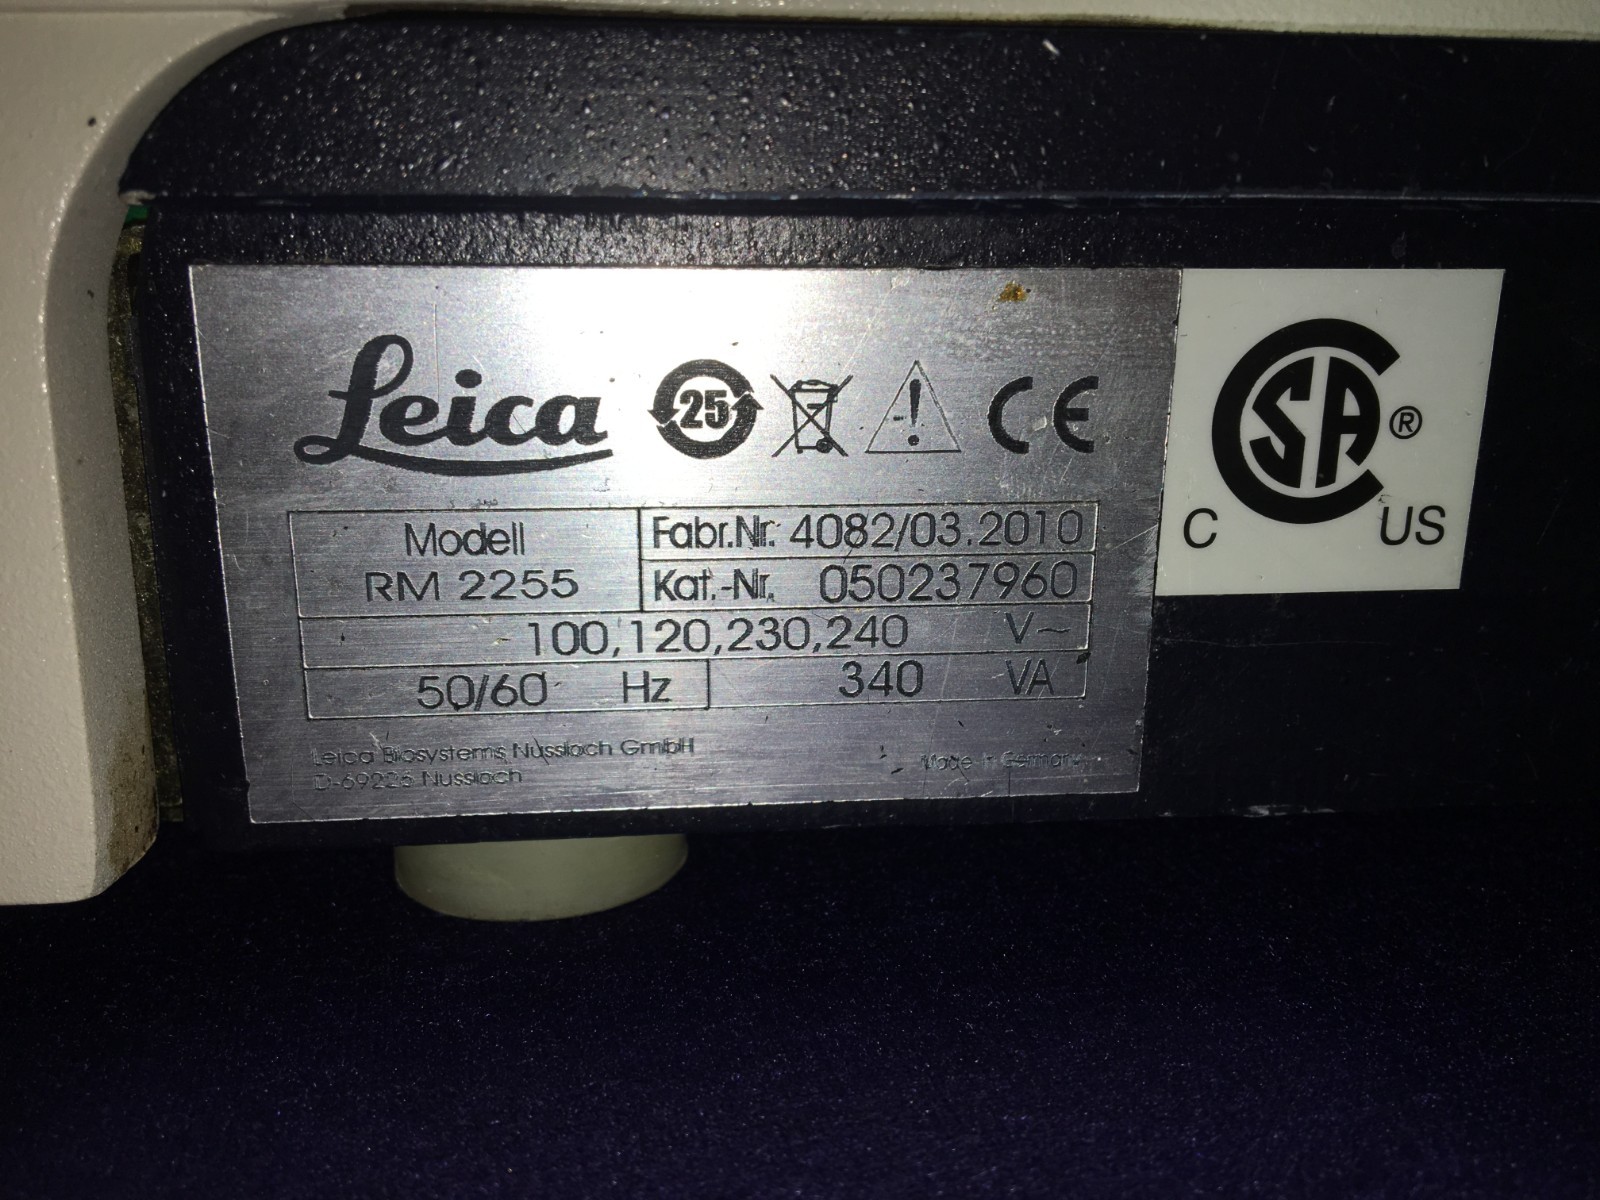 Leica 25 CE
Modell
RM 2255
Fabr.Nr. 4082/03.2010
Kat.-Nr. 050237960
100,120,230,240 V~
50/60 Hz 340 VA
Leica Biosystems Nussloch GmbH
D-69226 Nussloch
Made in Germany
CSA ®
C US